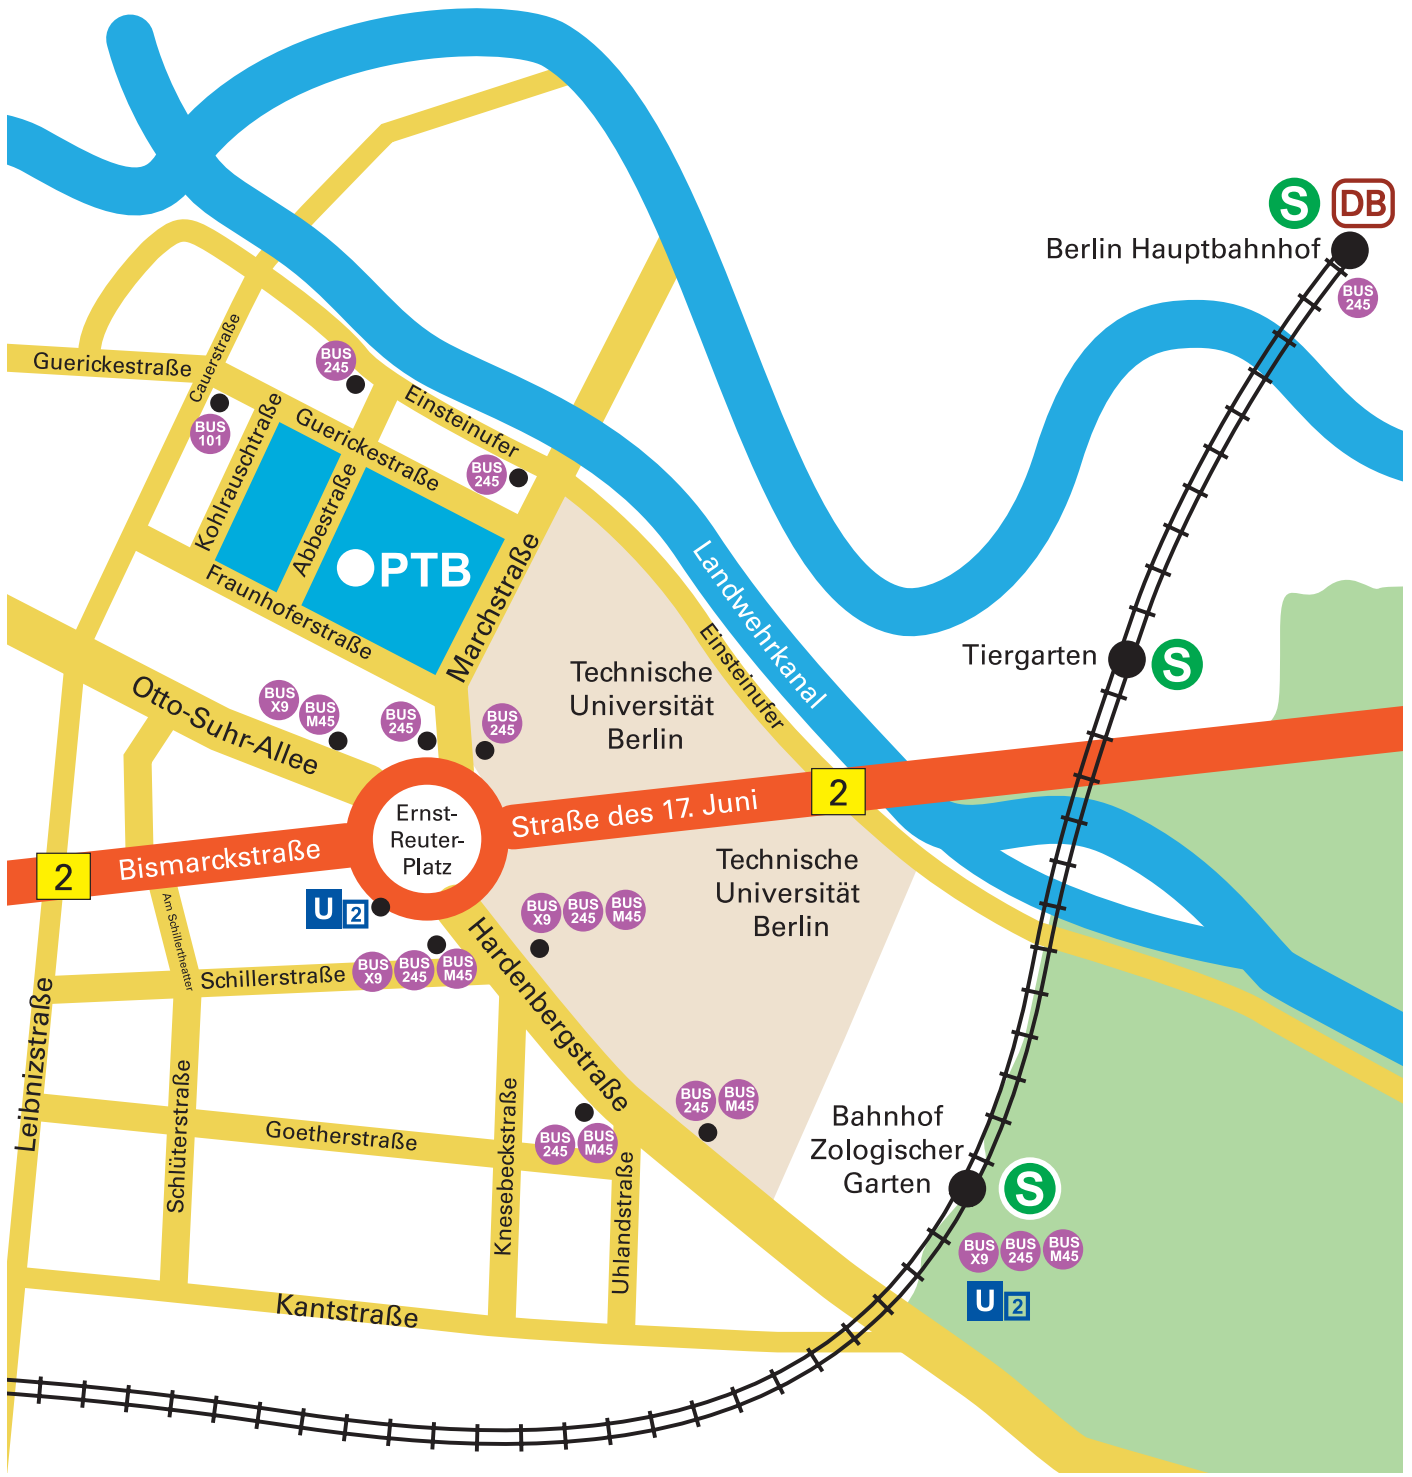 S
DB
Berlin Hauptbahnhof
BUS
245
Guerickestraße
Cauerstraße
BUS
245
BUS
101
Kohlrauschtraße
Guerickestraße
Einsteinufer
BUS
245
Abbestraße
PTB
Fraunhoferstraße
Marchstraße
Landwehrkanal
Einsteinufer
Technische
Universität
Berlin
Tiergarten
S
Otto-Suhr-Allee
BUS
X9
BUS
M45
BUS
245
BUS
245
Ernst-
Reuter-
Platz
Straße des 17. Juni
2
Bismarckstraße
2
Technische
Universität
Berlin
U 2
Am Schillertheatter
BUS
X9
BUS
245
BUS
M45
Schillerstraße
BUS
X9
BUS
245
BUS
M45
Hardenbergstraße
Leibnizstraße
Schlüterstraße
Goetherstraße
Knesebeckstraße
BUS
245
BUS
M45
BUS
245
BUS
M45
Uhlandstraße
Bahnhof
Zologischer
Garten
S
BUS
X9
BUS
245
BUS
M45
U 2
Kantstraße